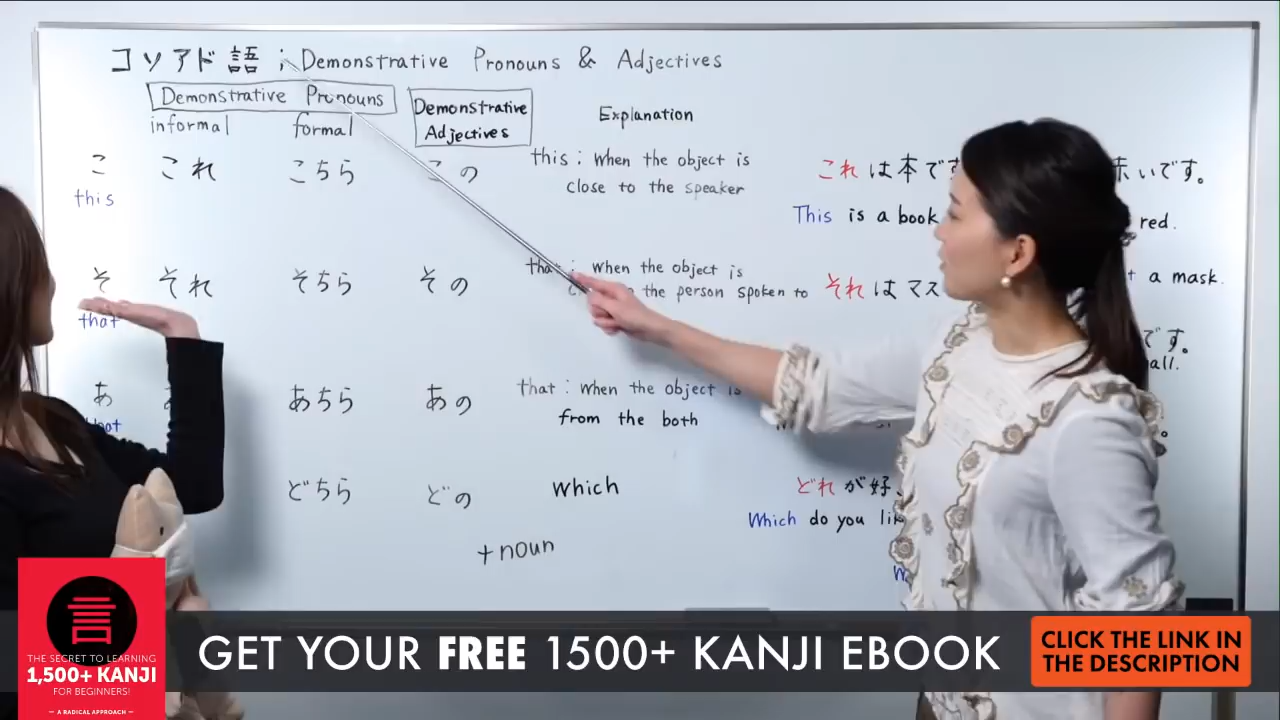 コソアド語 : Demonstrative Pronouns & Adjectives
Demonstrative Pronouns
Demonstrative Adjectives
Explanation
informal
formal
こ
this
これ
こちら
この
this : When the object is
close to the speaker
これは本です
赤いです。
This is a book
red.
そ
that
それ
そちら
その
that : when the object is
the person spoken to
それはマス
a mask.
です。
all.
あ
あちら
あの
that : when the object is
from the both
どちら
どの
which
どれが好
Which do you
+ noun
言
THE SECRET TO LEARNING
1,500+ KANJI
FOR BEGINNERS!
— A RADICAL APPROACH —
GET YOUR FREE 1500+ KANJI EBOOK
CLICK THE LINK IN
THE DESCRIPTION